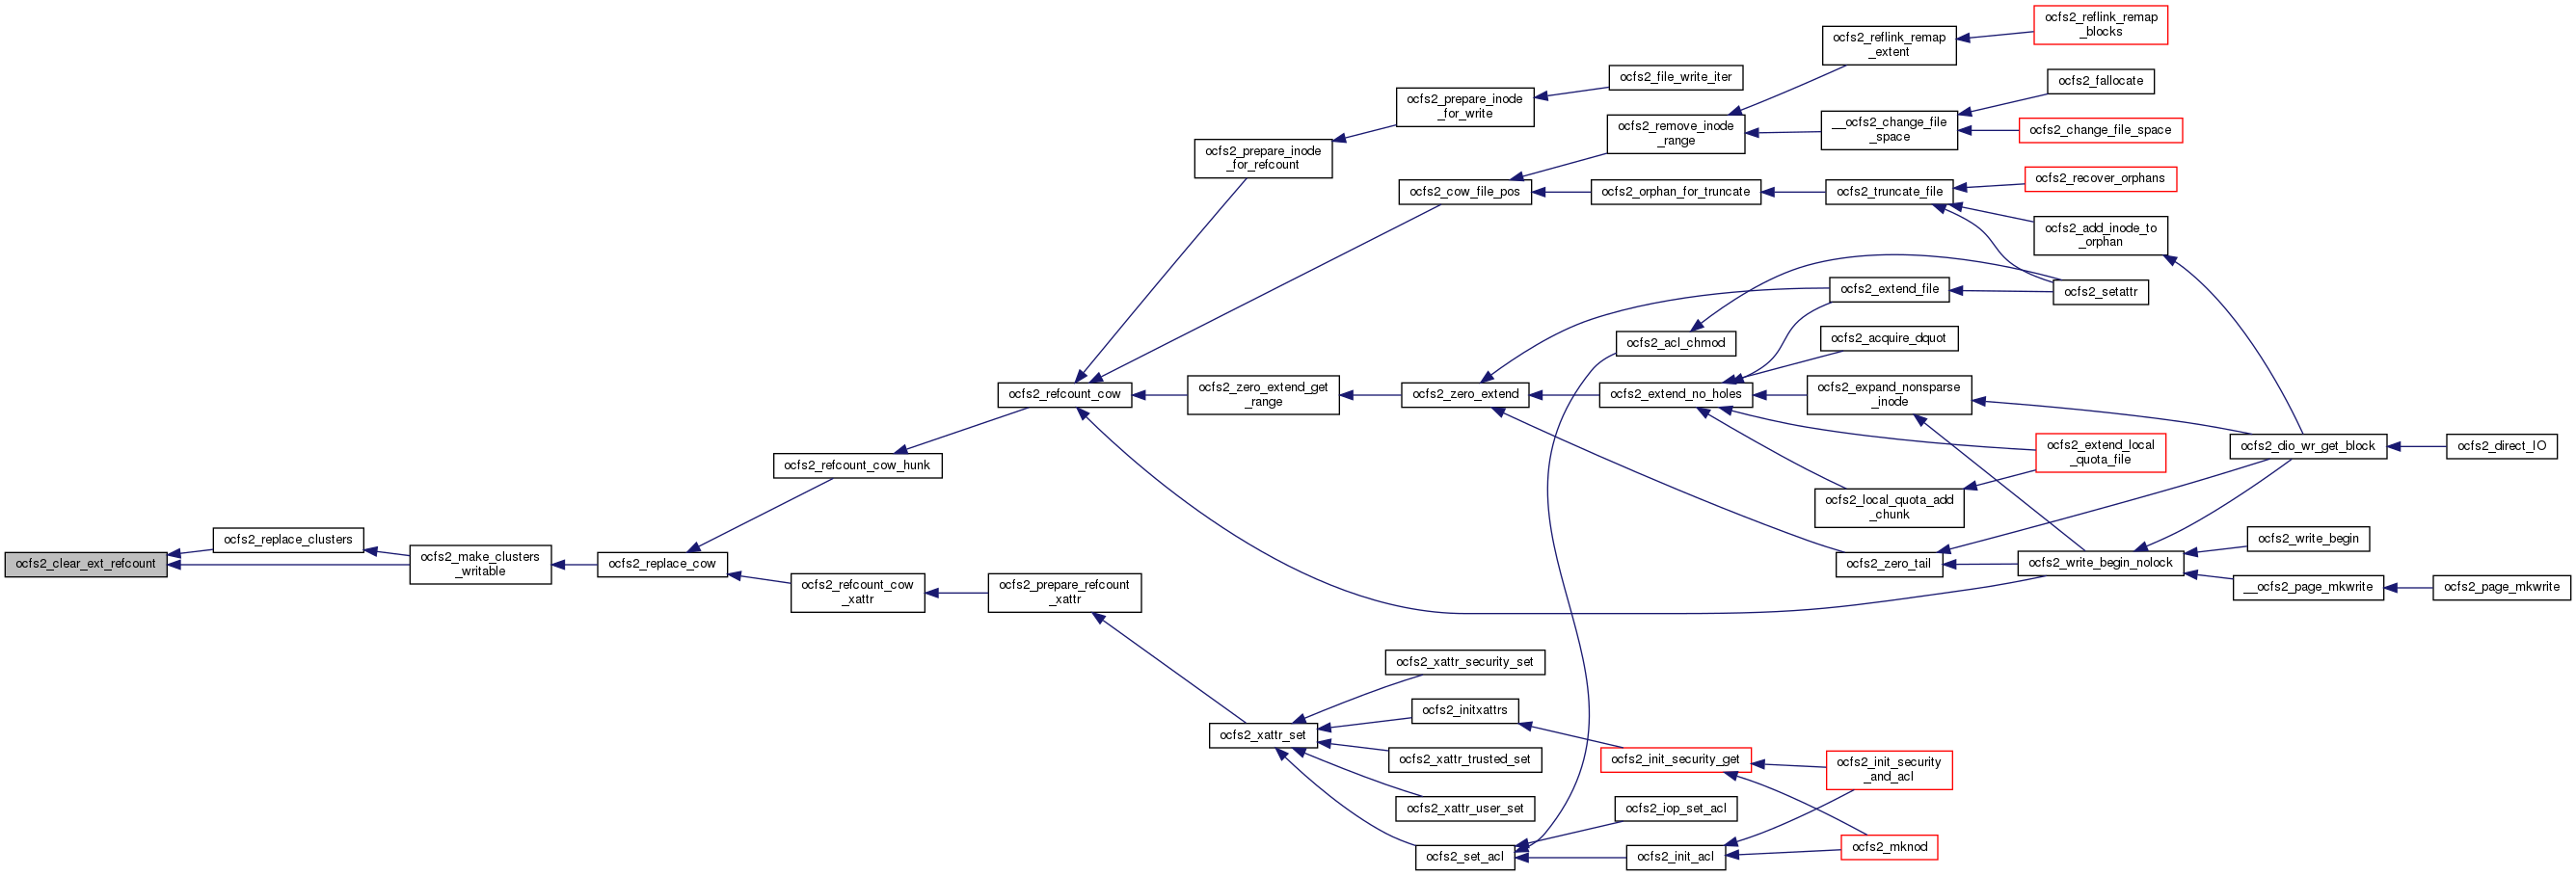 ocfs2_reflink_remap
_blocks
ocfs2_reflink_remap
_extent
ocfs2_file_write_iter
ocfs2_fallocate
ocfs2_prepare_inode
_for_write
ocfs2_remove_inode
_range
__ocfs2_change_file
_space
ocfs2_change_file_space
ocfs2_prepare_inode
_for_refcount
ocfs2_cow_file_pos
ocfs2_orphan_for_truncate
ocfs2_truncate_file
ocfs2_recover_orphans
ocfs2_add_inode_to
_orphan
ocfs2_extend_file
ocfs2_setattr
ocfs2_acl_chmod
ocfs2_acquire_dquot
ocfs2_refcount_cow
ocfs2_zero_extend_get
_range
ocfs2_zero_extend
ocfs2_extend_no_holes
ocfs2_expand_nonsparse
_inode
ocfs2_refcount_cow_hunk
ocfs2_extend_local
_quota_file
ocfs2_dio_wr_get_block
ocfs2_direct_IO
ocfs2_local_quota_add
_chunk
ocfs2_clear_ext_refcount
ocfs2_replace_clusters
ocfs2_make_clusters
_writable
ocfs2_replace_cow
ocfs2_zero_tail
ocfs2_write_begin_nolock
ocfs2_write_begin
ocfs2_refcount_cow
_xattr
ocfs2_prepare_refcount
_xattr
__ocfs2_page_mkwrite
ocfs2_page_mkwrite
ocfs2_xattr_security_set
ocfs2_initxattrs
ocfs2_xattr_set
ocfs2_xattr_trusted_set
ocfs2_init_security_get
ocfs2_init_security
_and_acl
ocfs2_xattr_user_set
ocfs2_iop_set_acl
ocfs2_set_acl
ocfs2_init_acl
ocfs2_mknod